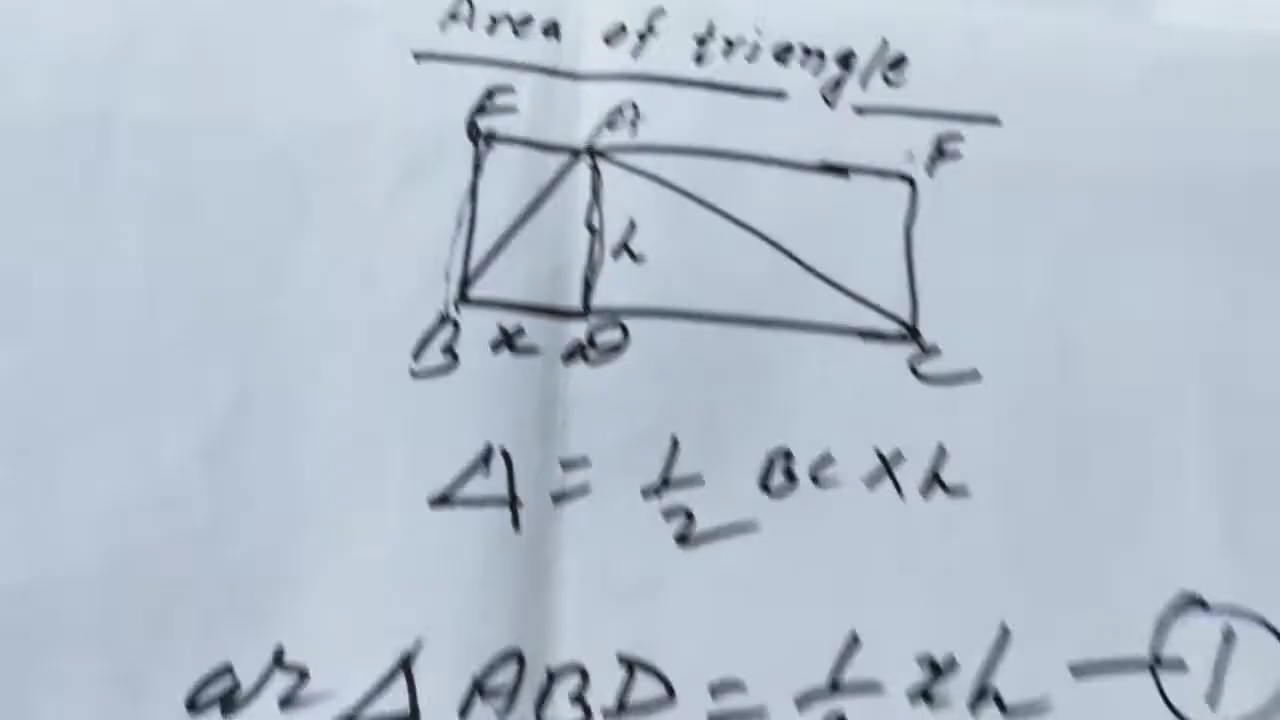 Area of triangle
E A F
h
B x D C
Δ = 1/2 BC × h
ar Δ ABD = 1/2 xh — ①